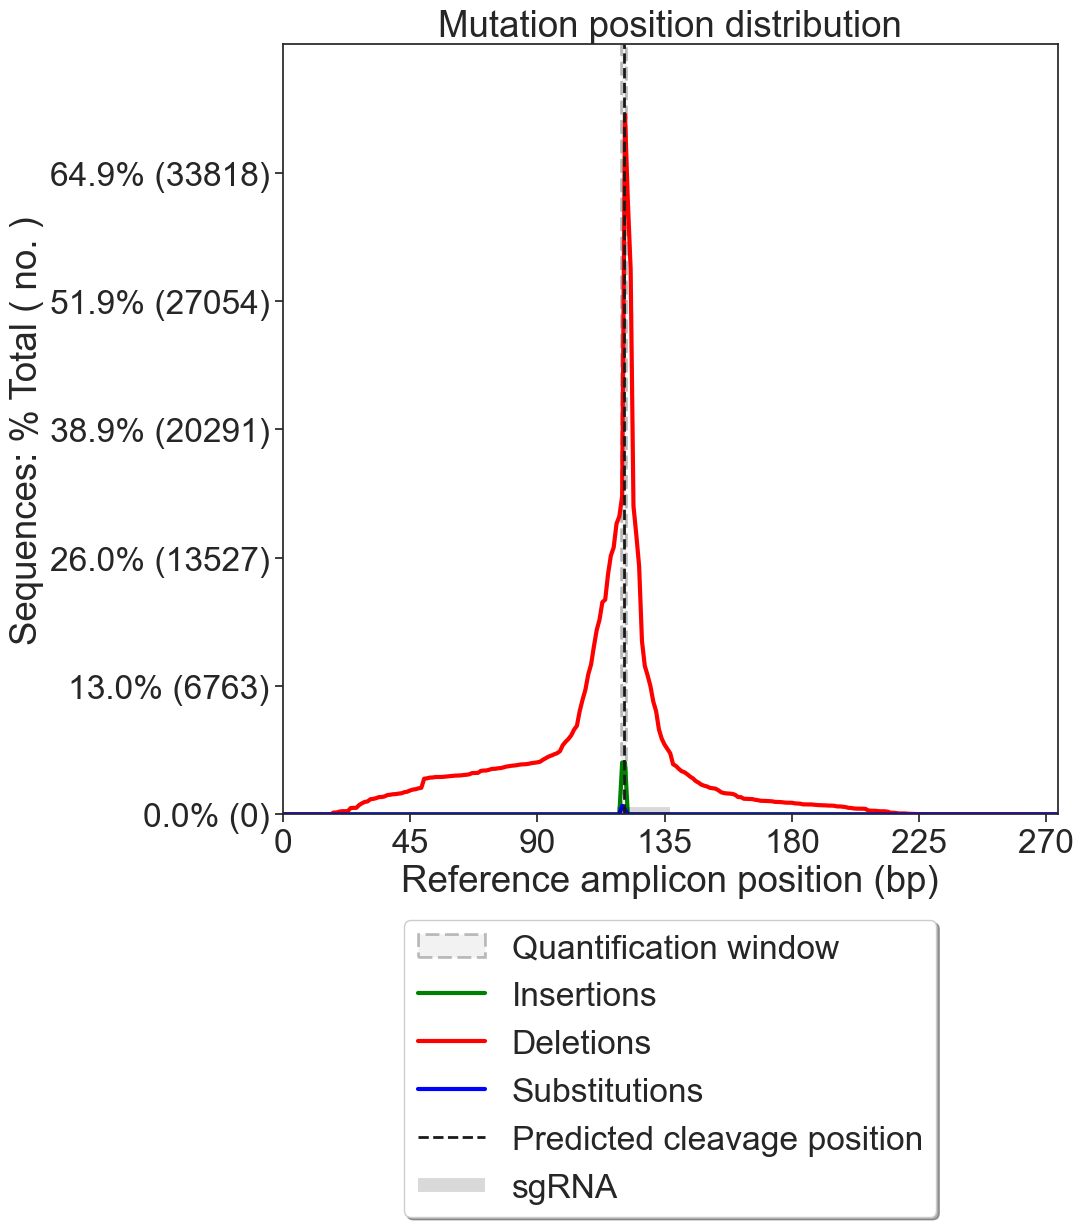 Mutation position distribution
Sequences: % Total ( no. )
64.9% (33818)
51.9% (27054)
38.9% (20291)
26.0% (13527)
13.0% (6763)
0.0% (0)
0 45 90 135 180 225 270
Reference amplicon position (bp)
Quantification window
Insertions
Deletions
Substitutions
Predicted cleavage position
sgRNA